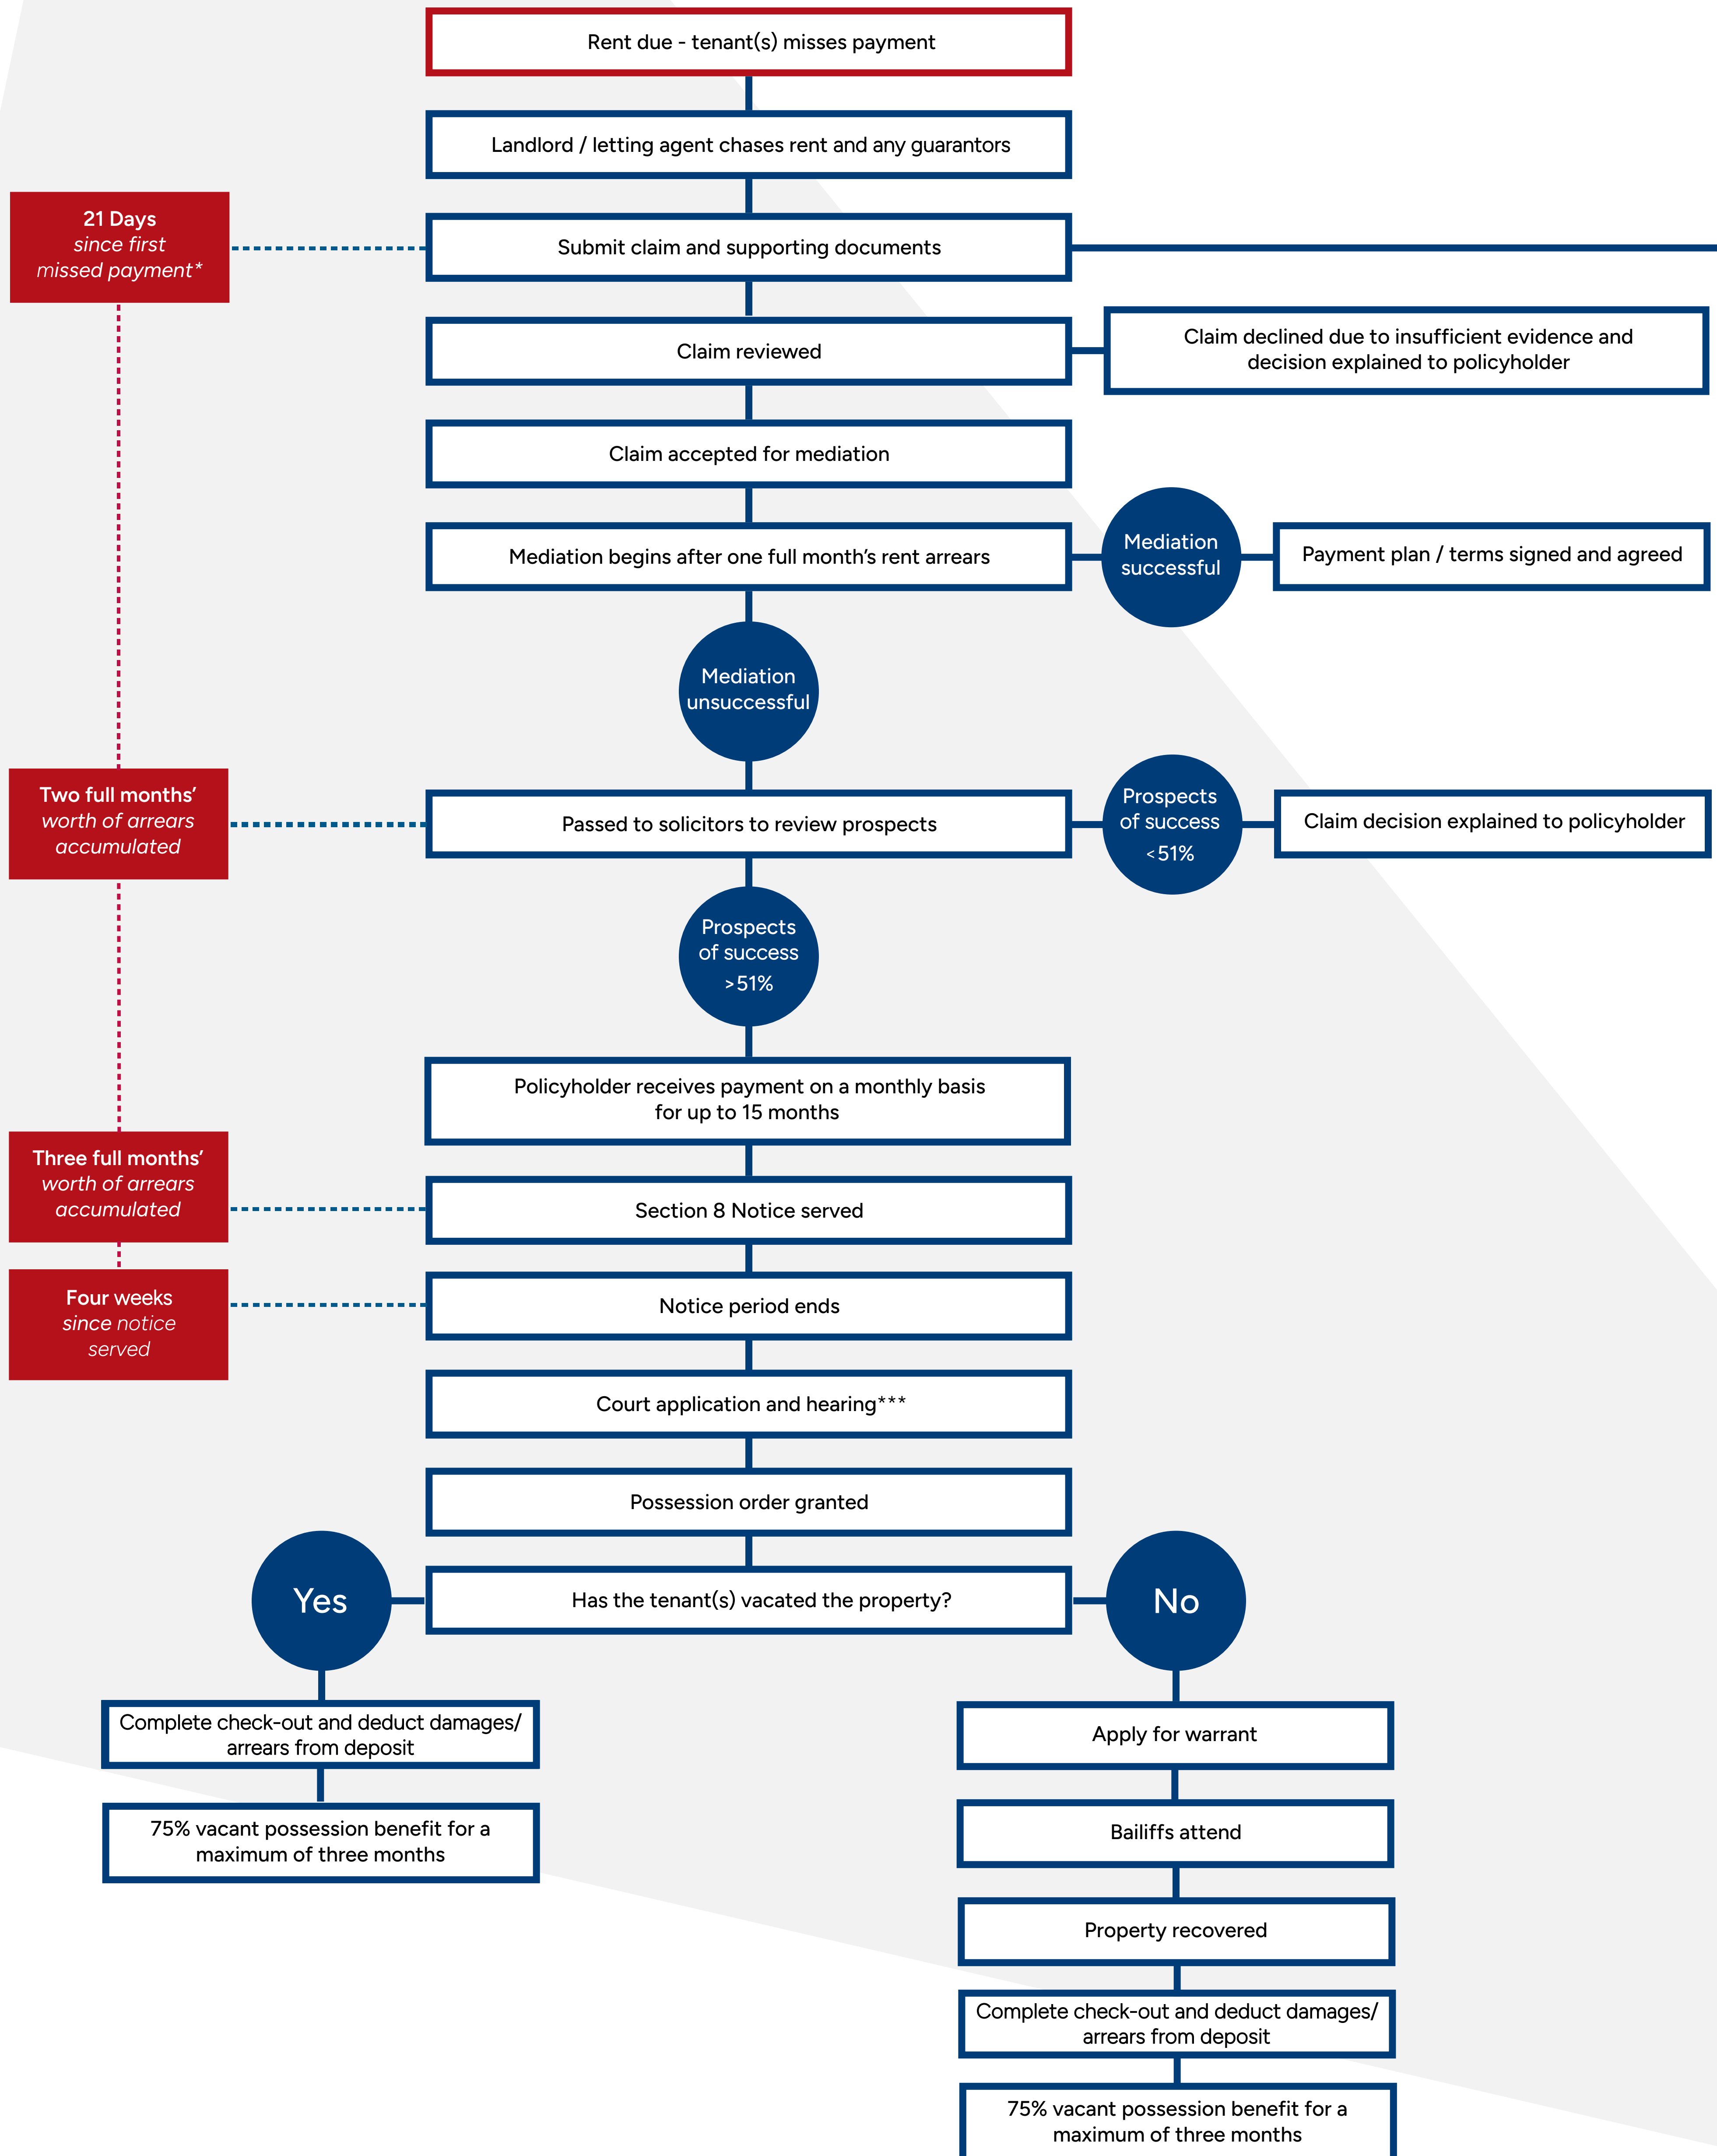 Rent due - tenant(s) misses payment
Landlord / letting agent chases rent and any guarantors
21 Days
since first
missed payment*
Submit claim and supporting documents
Claim reviewed
Claim declined due to insufficient evidence and
decision explained to policyholder
Claim accepted for mediation
Mediation begins after one full month’s rent arrears
Mediation
successful
Payment plan / terms signed and agreed
Mediation
unsuccessful
Two full months’
worth of arrears
accumulated
Passed to solicitors to review prospects
Prospects
of success
<51%
Claim decision explained to policyholder
Prospects
of success
>51%
Policyholder receives payment on a monthly basis
for up to 15 months
Three full months’
worth of arrears
accumulated
Section 8 Notice served
Four weeks
since notice
served
Notice period ends
Court application and hearing***
Possession order granted
Yes
Has the tenant(s) vacated the property?
No
Complete check-out and deduct damages/
arrears from deposit
75% vacant possession benefit for a
maximum of three months
Apply for warrant
Bailiffs attend
Property recovered
Complete check-out and deduct damages/
arrears from deposit
75% vacant possession benefit for a
maximum of three months